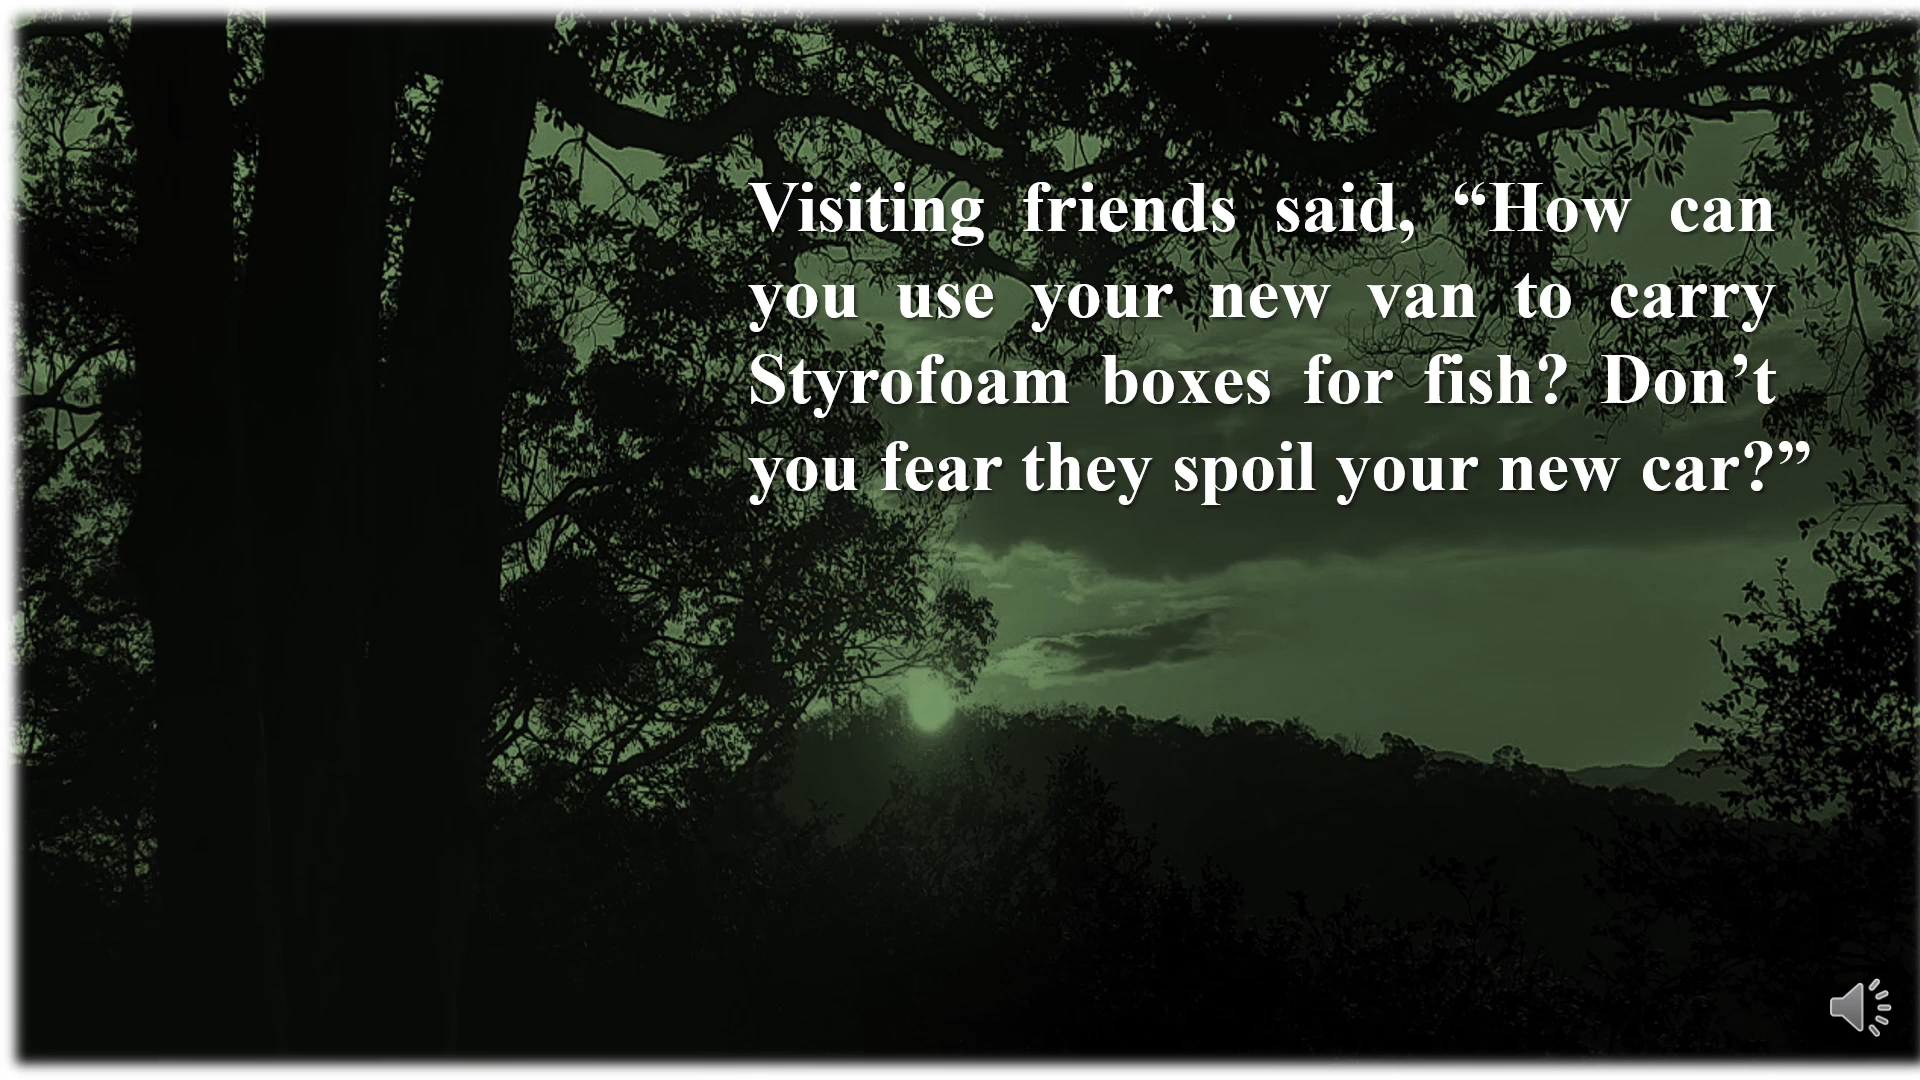 Visiting friends said, “How can
you use your new van to carry
Styrofoam boxes for fish? Don’t
you fear they spoil your new car?”